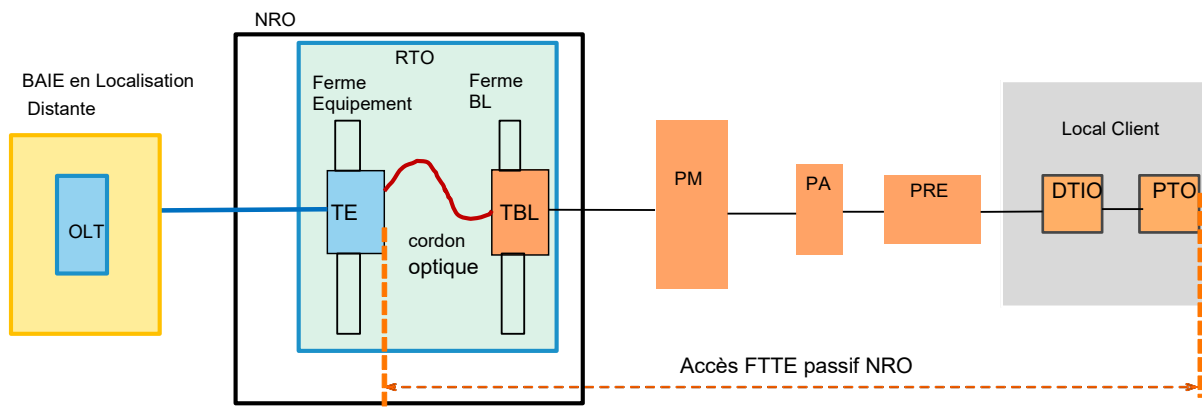 NRO
RTO
BAIE en Localisation
Distante
Ferme
Equipement
Ferme
BL
Local Client
OLT
TE
TBL
cordon
optique
PM
PA
PRE
DTIO
PTO
Accès FTTE passif NRO